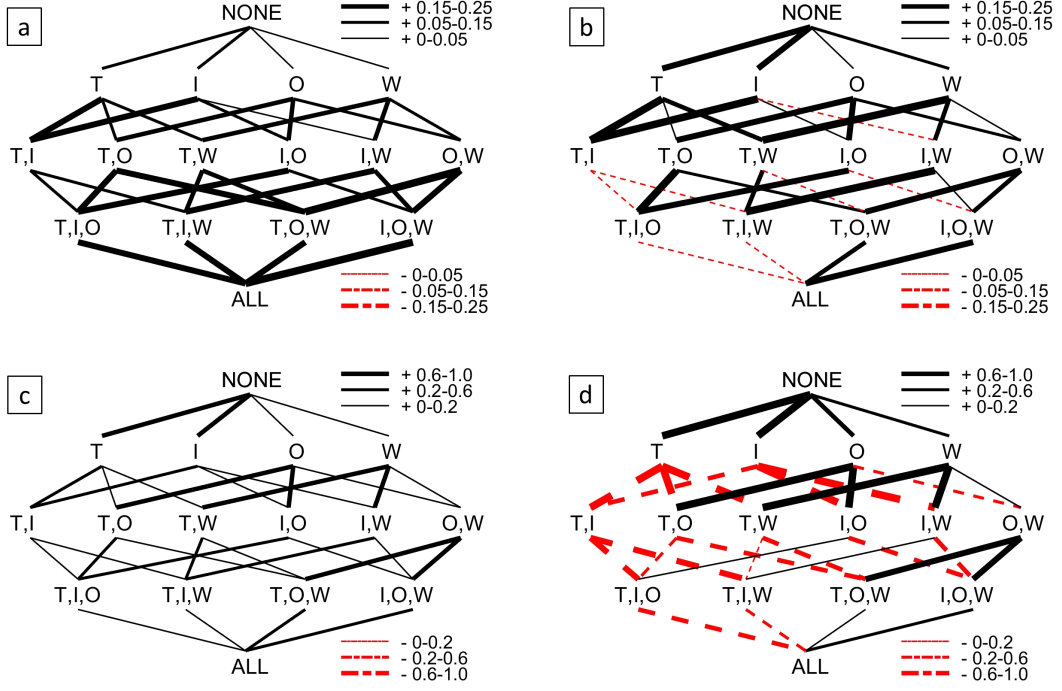 a
NONE
+ 0.15-0.25
+ 0.05-0.15
+ 0-0.05
T I O W
T,I T,O T,W I,O I,W O,W
T,I,O T,I,W T,O,W I,O,W
ALL
- 0-0.05
- 0.05-0.15
- 0.15-0.25
b
NONE
+ 0.15-0.25
+ 0.05-0.15
+ 0-0.05
T I O W
T,I T,O T,W I,O I,W O,W
T,I,O T,I,W T,O,W I,O,W
ALL
- 0-0.05
- 0.05-0.15
- 0.15-0.25
c
NONE
+ 0.6-1.0
+ 0.2-0.6
+ 0-0.2
T I O W
T,I T,O T,W I,O I,W O,W
T,I,O T,I,W T,O,W I,O,W
ALL
- 0-0.2
- 0.2-0.6
- 0.6-1.0
d
NONE
+ 0.6-1.0
+ 0.2-0.6
+ 0-0.2
T I O W
T,I T,O T,W I,O I,W O,W
T,I,O T,I,W T,O,W I,O,W
ALL
- 0-0.2
- 0.2-0.6
- 0.6-1.0